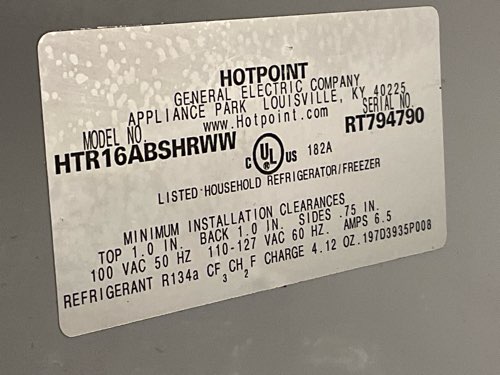 HOTPOINT
GENERAL ELECTRIC COMPANY
APPLIANCE PARK LOUISVILLE, KY 40225
MODEL NO. www.Hotpoint.com SERIAL NO.
HTR16ABSHRWW C UL US 182A RT794790
LISTED HOUSEHOLD REFRIGERATOR/FREEZER
MINIMUM INSTALLATION CLEARANCES
TOP 1.0 IN. BACK 1.0 IN. SIDES .75 IN.
100 VAC 50 HZ 110-127 VAC 60 HZ. AMPS 6.5
REFRIGERANT R134a CF3CH2F CHARGE 4.12 OZ.197D3935P008